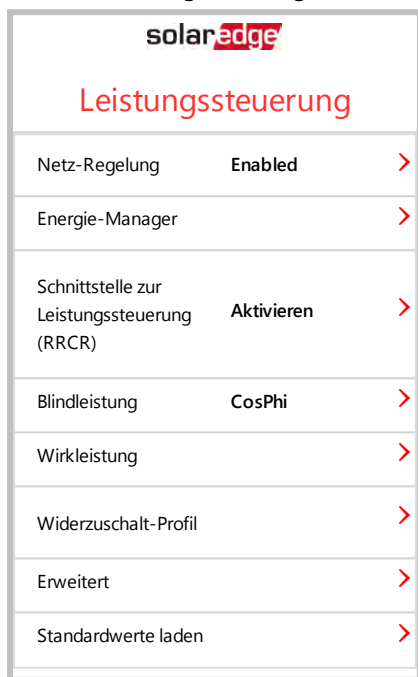 solaredge
Leistungssteuerung
Netz-Regelung Enabled
Energie-Manager
Schnittstelle zur
Leistungssteuerung Aktivieren
(RRCR)
Blindleistung CosPhi
Wirkleistung
Widerzuschalt-Profil
Erweitert
Standardwerte laden